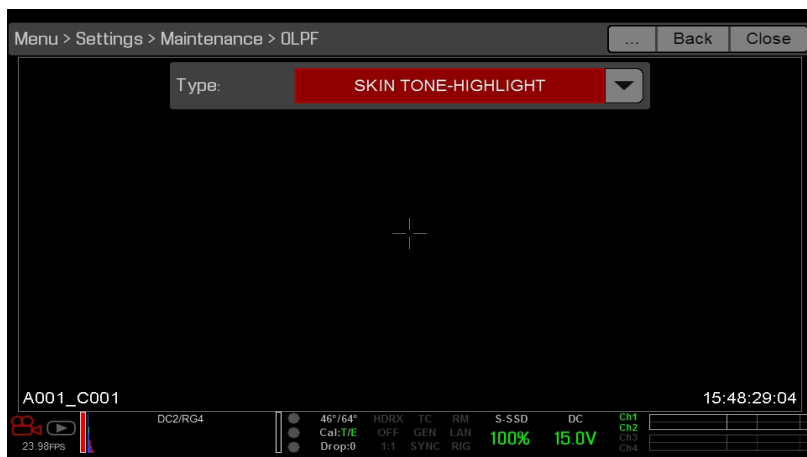 Menu > Settings > Maintenance > OLPF ... Back Close
Type: SKIN TONE-HIGHLIGHT
A001_C001 15:48:29:04
DC2/RG4 46°/64° HDRX TC RM S-SSD DC Ch1
Cal:T/E OFF GEN LAN 100% 15.0V Ch2
23.98FPS Drop:0 1:1 SYNC RIG Ch3
Ch4